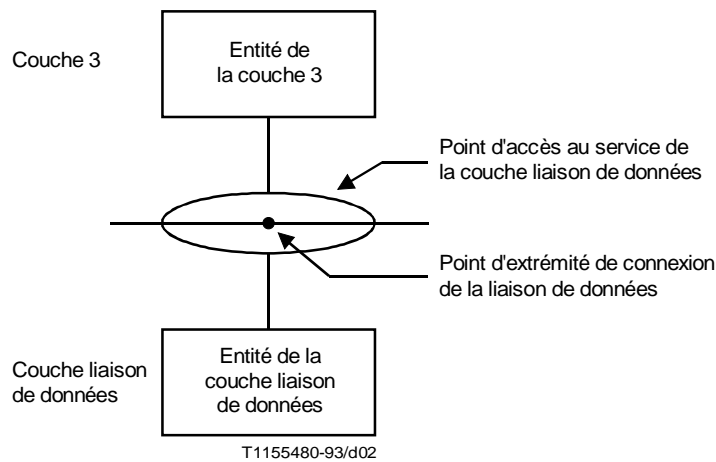 Couche 3
Entité de
la couche 3
Point d'accès au service de
la couche liaison de données
Point d'extrémité de connexion
de la liaison de données
Couche liaison
de données
Entité de la
couche liaison
de données
T1155480-93/d02